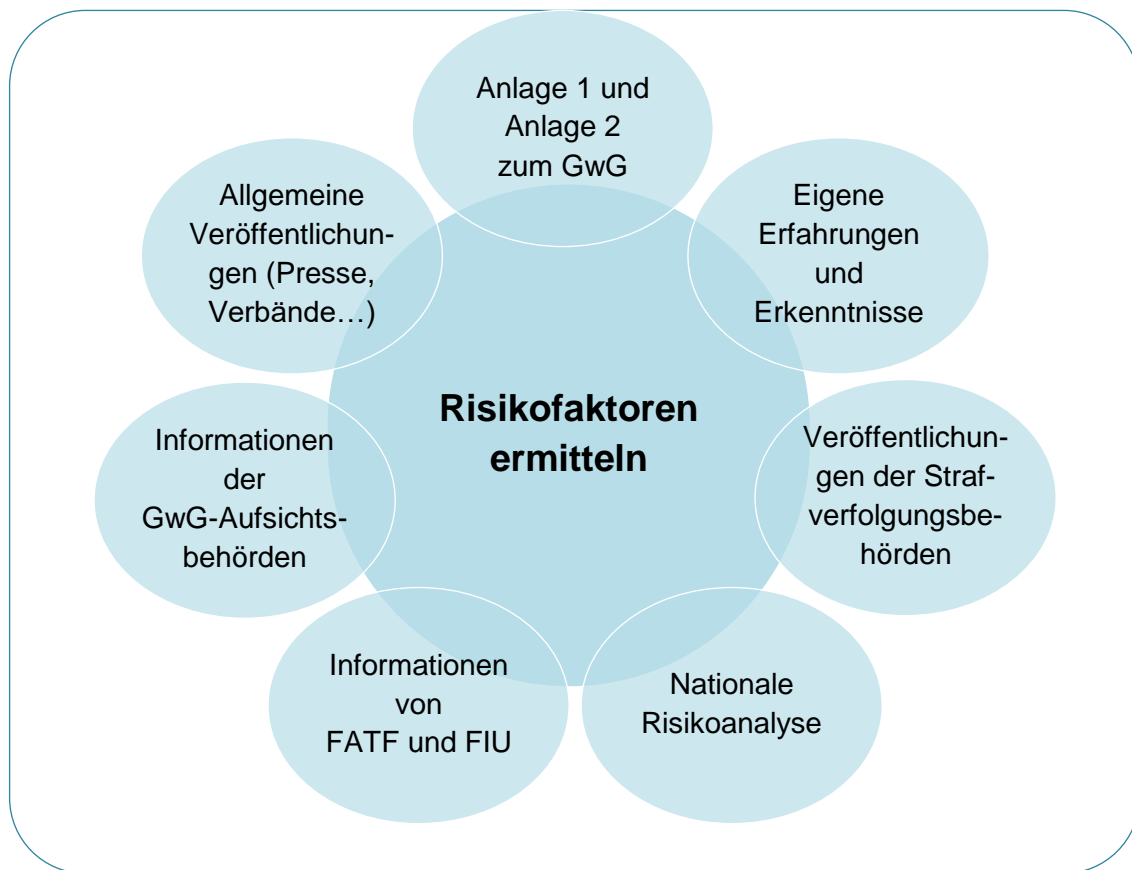 Anlage 1 und
Anlage 2
zum GwG
Eigene
Erfahrungen
und
Erkenntnisse
Veröffentlichun-
gen der Straf-
verfolgungsbe-
hörden
Nationale
Risikoanalyse
Informationen
von
FATF und FIU
Informationen
der
GwG-Aufsichts-
behörden
Allgemeine
Veröffentlichun-
gen (Presse,
Verbände…)
Risikofaktoren
ermitteln